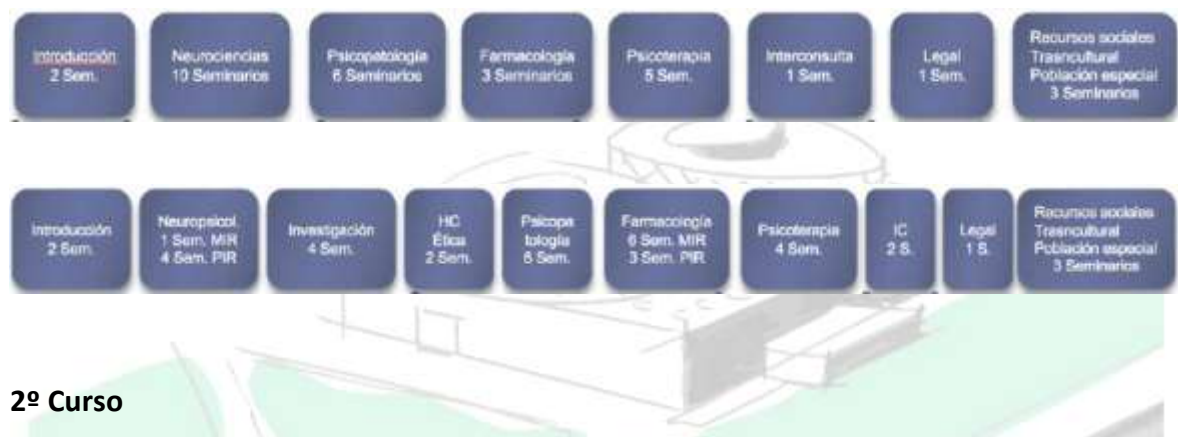 Introducción
2 Sem.
Neurociencias
10 Seminarios
Psicopatología
6 Seminarios
Farmacología
3 Seminarios
Psicoterapia
5 Sem.
Interconsulta
1 Sem.
Legal
1 Sem.
Recursos sociales
Trasncultural
Población especial
3 Seminarios
Introducción
2 Sem.
Neuropsicol.
1 Sem. MIR
4 Sem. PIR
Investigación
4 Sem.
HC
Ética
2 Sem.
Psicopa
tología
5 Sem.
Farmacología
6 Sem. MIR
3 Sem. PIR
Psicoterapia
4 Sem.
IC
2 S.
Legal
1 S.
Recursos sociales
Trasncultural
Población especial
3 Seminarios
2º Curso